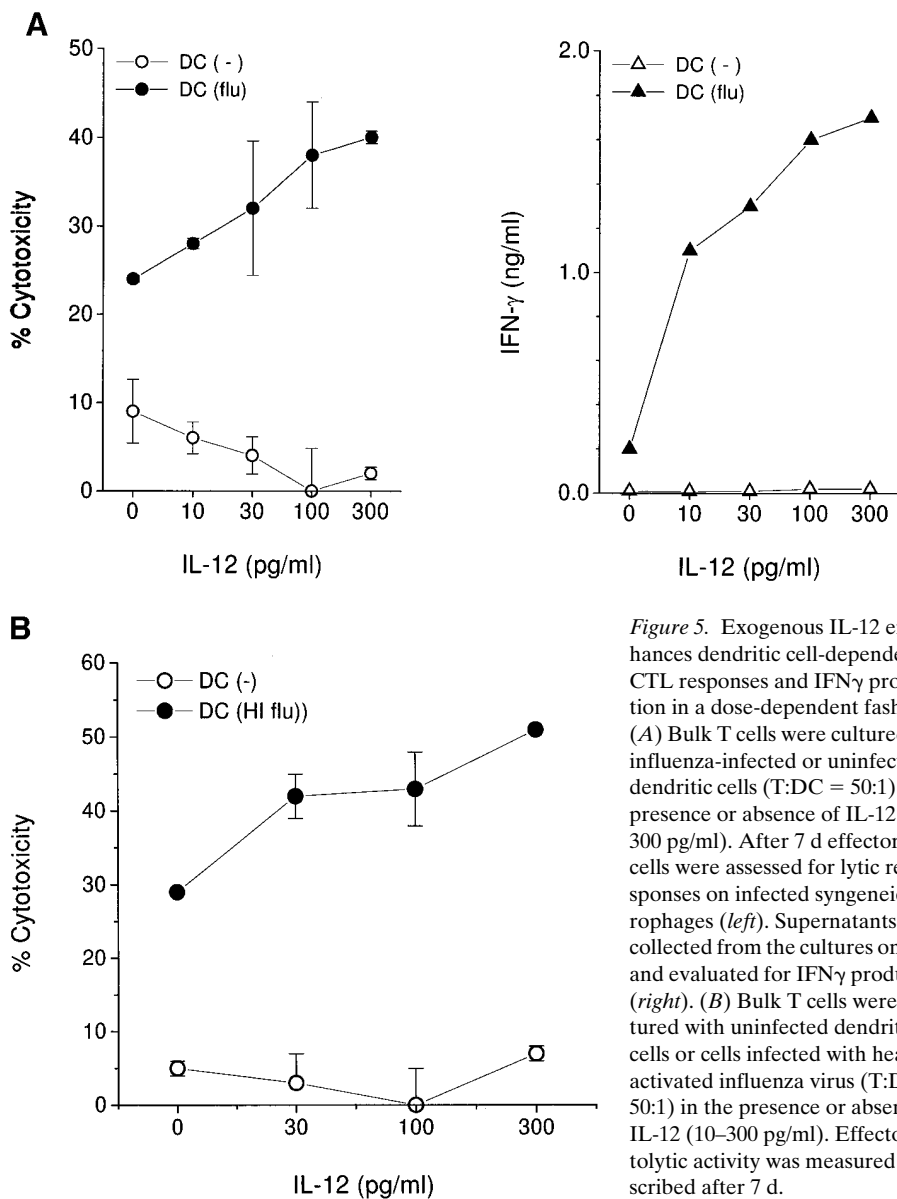 A
50
40
30
20
10
0
% Cytotoxicity
DC ( - )
DC (flu)
0 10 30 100 300
IL-12 (pg/ml)
2.0
1.0
0.0
IFN-γ (ng/ml)
DC ( - )
DC (flu)
0 10 30 100 300
IL-12 (pg/ml)
B
60
50
40
30
20
10
0
% Cytotoxicity
DC (-)
DC (HI flu))
0 30 100 300
IL-12 (pg/ml)
Figure 5. Exogenous IL-12 en
hances dendritic cell-depende
CTL responses and IFNγ pro
tion in a dose-dependent fash
(A) Bulk T cells were cultured
influenza-infected or uninfect
dendritic cells (T:DC = 50:1)
presence or absence of IL-12
300 pg/ml). After 7 d effector
cells were assessed for lytic re
sponses on infected syngeneic
rophages (left). Supernatants
collected from the cultures on
and evaluated for IFNγ produ
(right). (B) Bulk T cells were
tured with uninfected dendrit
cells or cells infected with hea
activated influenza virus (T:D
50:1) in the presence or absen
IL-12 (10–300 pg/ml). Effecto
tolytic activity was measured
scribed after 7 d.